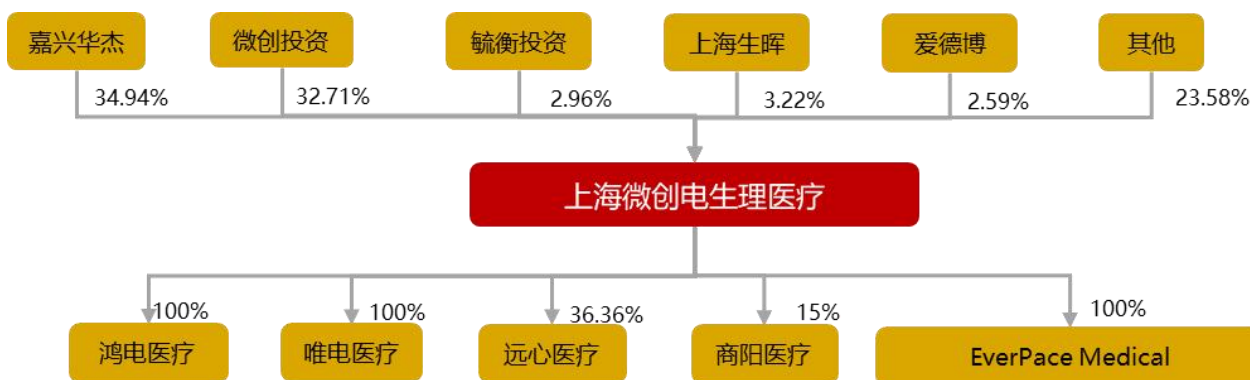 嘉兴华杰
微创投资
毓衡投资
上海生晖
爱德博
其他
34.94%
32.71%
2.96%
3.22%
2.59%
23.58%
上海微创电生理医疗
100%
100%
36.36%
15%
100%
鸿电医疗
唯电医疗
远心医疗
商阳医疗
EverPace Medical